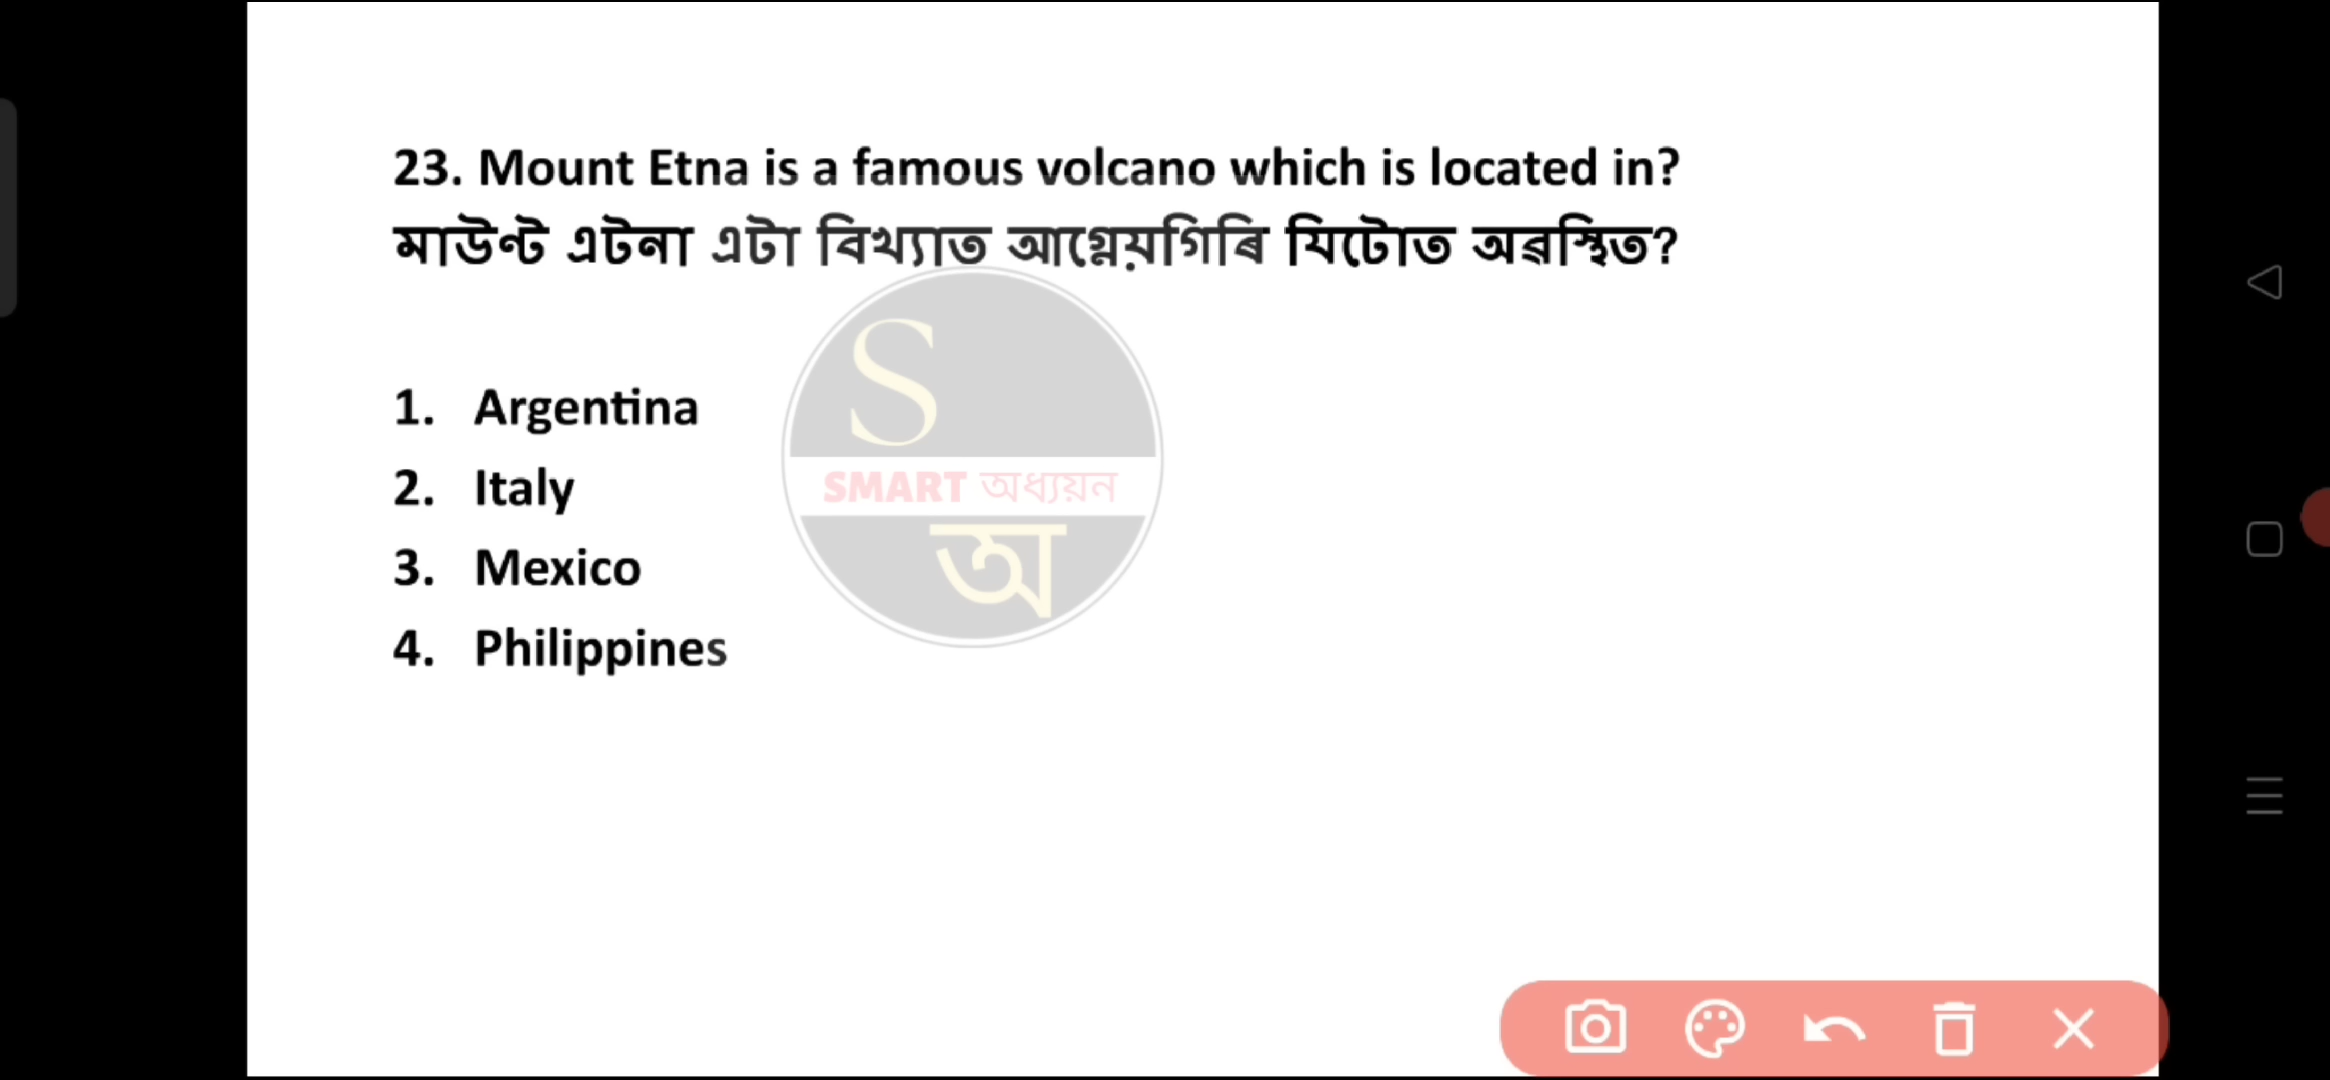 23. Mount Etna is a famous volcano which is located in?
মাউণ্ট এটনা এটা বিখ্যাত আগ্নেয়গিৰি যিটোত অৱস্থিত?
S
SMART অধ্যয়ন
অ
1. Argentina
2. Italy
3. Mexico
4. Philippines